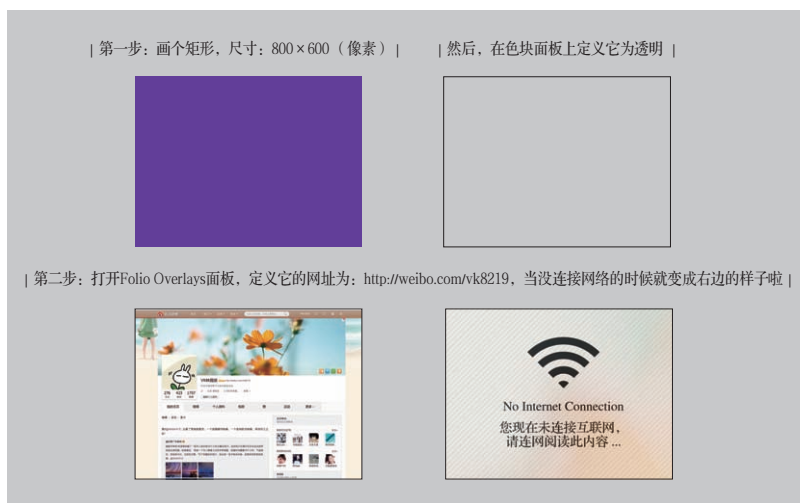 | 第一步：画个矩形，尺寸：800×600（像素）|
| 然后，在色块面板上定义它为透明 |
| 第二步：打开Folio Overlays面板，定义它的网址为：http://weibo.com/vk8219，当没连接网络的时候就变成右边的样子啦 |
No Internet Connection
您现在未连接互联网，
请连网阅读此内容 ...